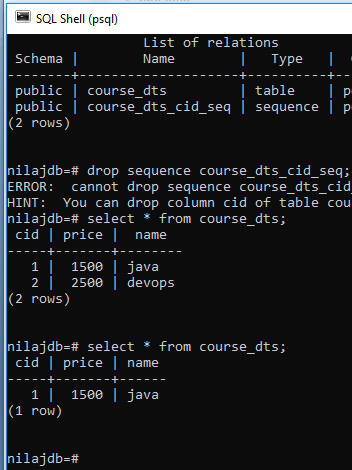 SQL Shell (psql)
List of relations
Schema | Name | Type |
--------+--------------------+----------+
public | course_dts | table |
public | course_dts_cid_seq | sequence |
(2 rows)
nilajdb=# drop sequence course_dts_cid_seq;
ERROR: cannot drop sequence course_dts_cid_
HINT: You can drop column cid of table cou
nilajdb=# select * from course_dts;
cid | price | name
-----+-------+--------
1 | 1500 | java
2 | 2500 | devops
(2 rows)
nilajdb=# select * from course_dts;
cid | price | name
-----+-------+------
1 | 1500 | java
(1 row)
nilajdb=#